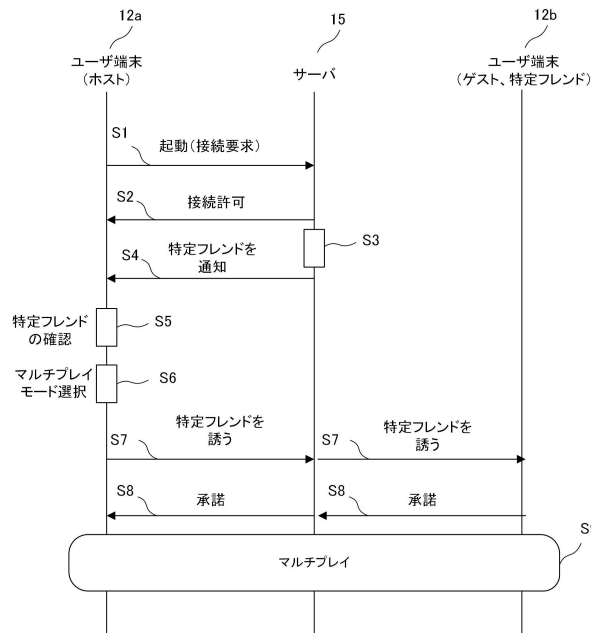 12a
15
12b
ユーザ端末
(ホスト)
サーバ
ユーザ端末
(ゲスト、特定フレンド)
S1
起動(接続要求)
S2
接続許可
S3
S4
特定フレンドを
通知
特定フレンド
の確認
S5
マルチプレイ
モード選択
S6
S7
特定フレンドを
誘う
S7
特定フレンドを
誘う
S8
承諾
S8
承諾
マルチプレイ